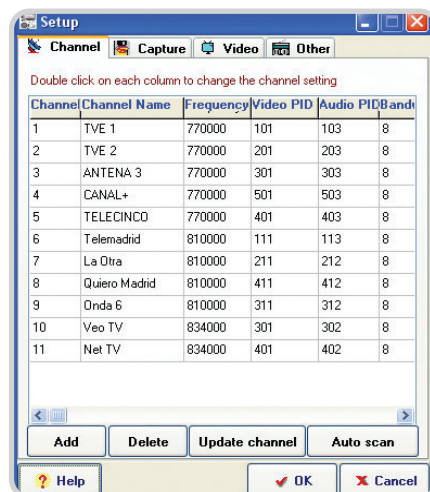 Setup
Channel Capture Video Other
Double click on each column to change the channel setting
Channel Channel Name Frequency Video PID Audio PID Band
1 TVE 1 770000 101 103 8
2 TVE 2 770000 201 203 8
3 ANTENA 3 770000 301 303 8
4 CANAL+ 770000 501 503 8
5 TELECINCO 770000 401 403 8
6 Telemadrid 810000 111 113 8
7 La Otra 810000 211 212 8
8 Quiero Madrid 810000 411 412 8
9 Onda 6 810000 311 312 8
10 Veo TV 834000 301 302 8
11 Net TV 834000 401 402 8
Add Delete Update channel Auto scan
? Help OK X Cancel